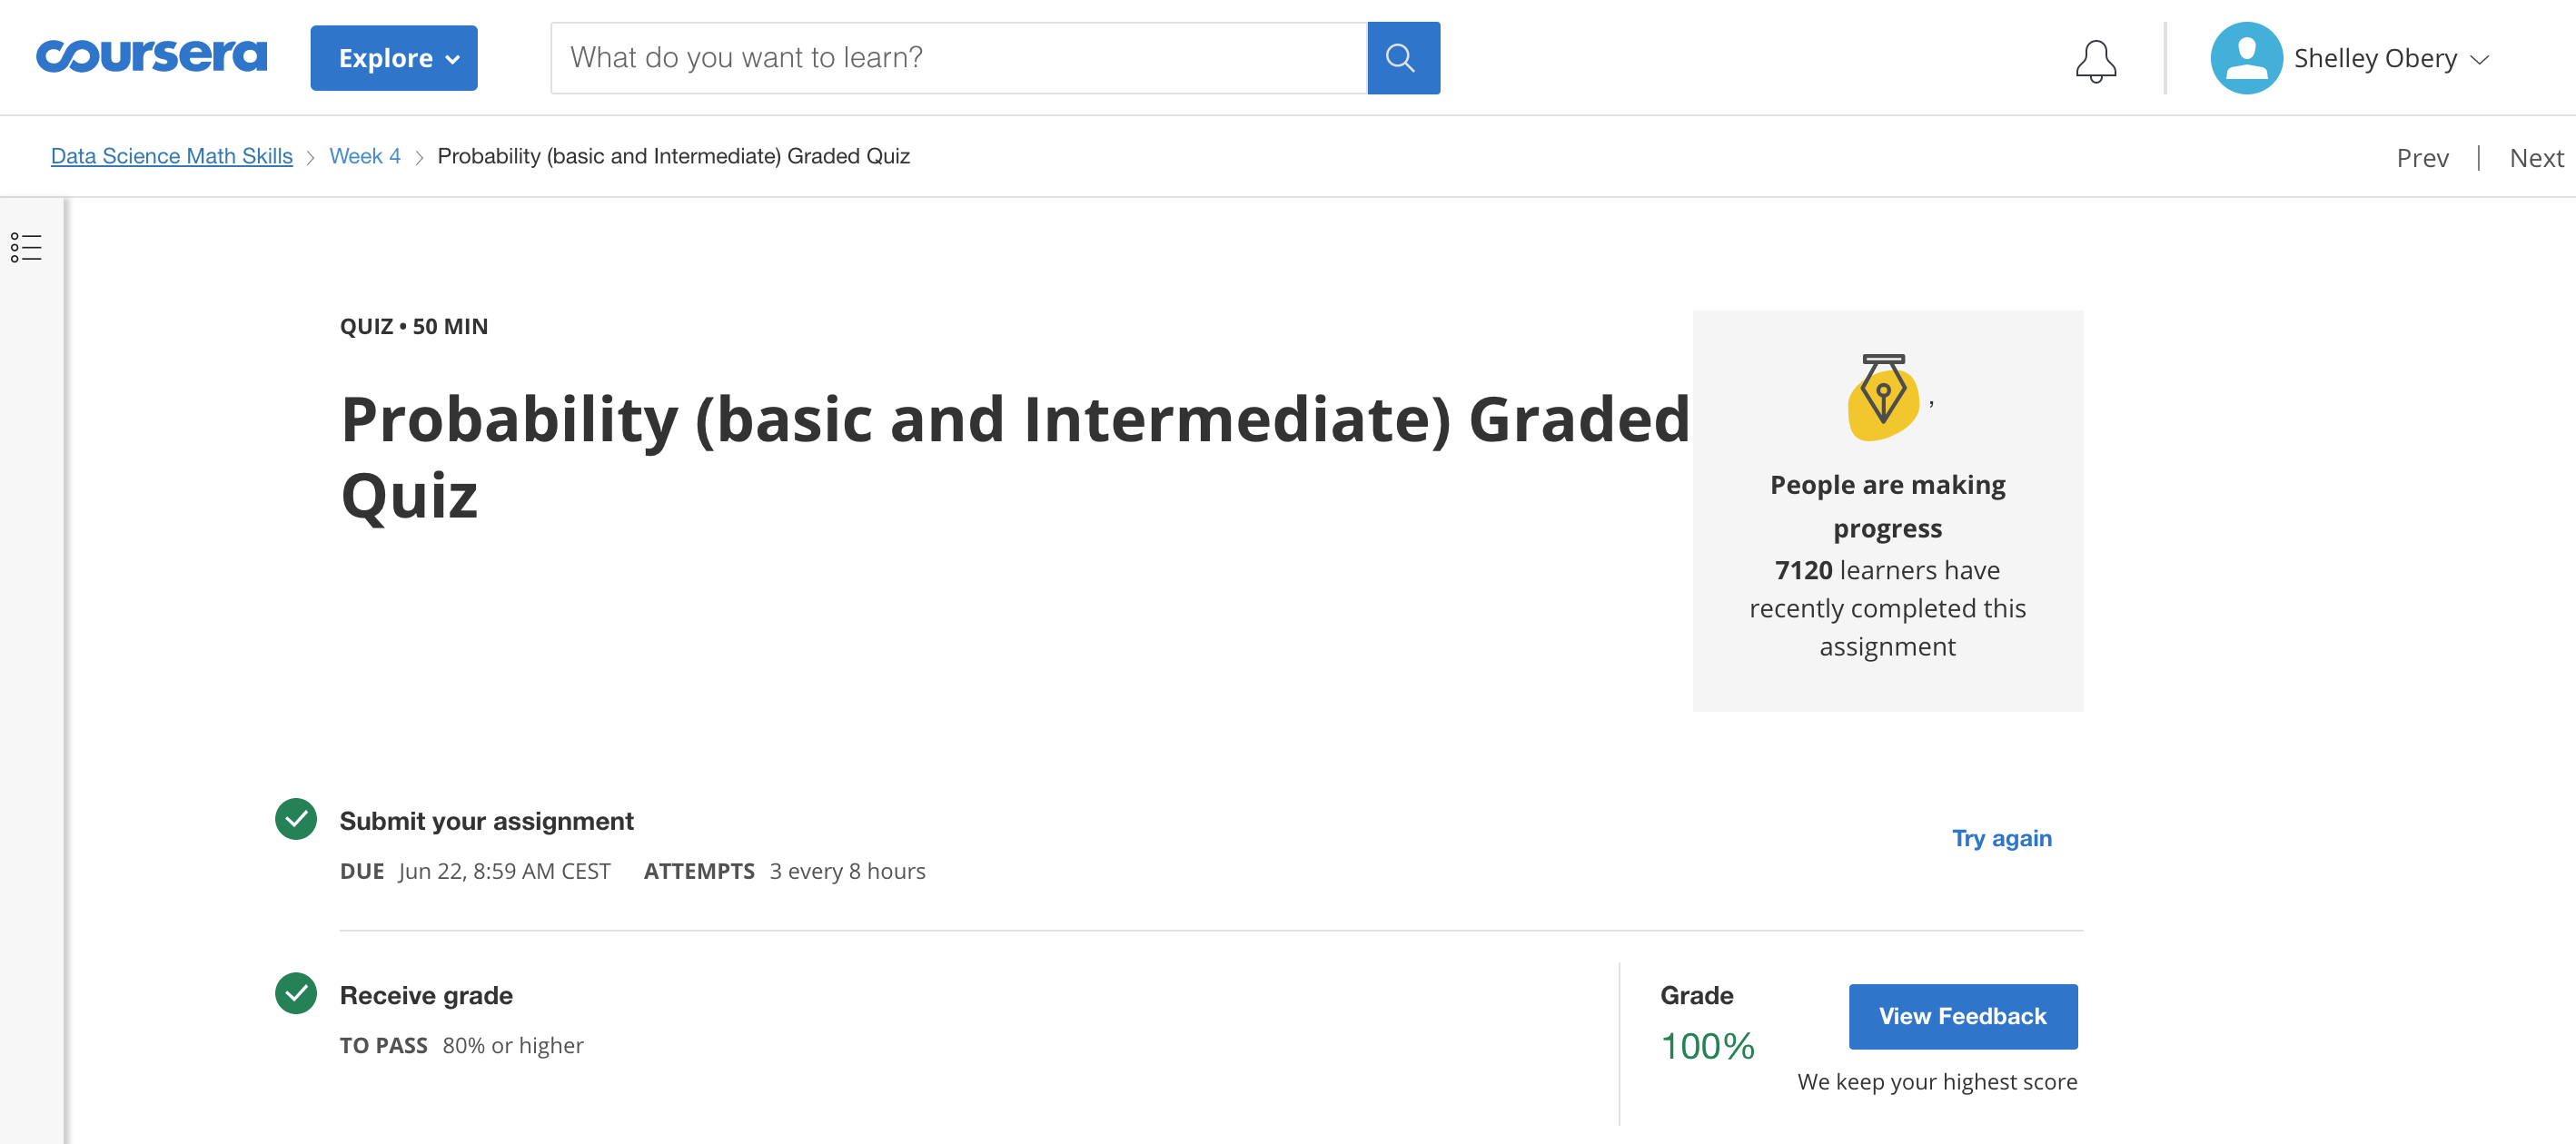 coursera Explore What do you want to learn? Shelley Obery
Data Science Math Skills Week 4 Probability (basic and Intermediate) Graded Quiz Prev | Next
QUIZ • 50 MIN
Probability (basic and Intermediate) Graded
Quiz
,
People are making
progress
7120 learners have
recently completed this
assignment
Submit your assignment
Try again
DUE Jun 22, 8:59 AM CEST ATTEMPTS 3 every 8 hours
Receive grade
TO PASS 80% or higher
Grade
100%
View Feedback
We keep your highest score